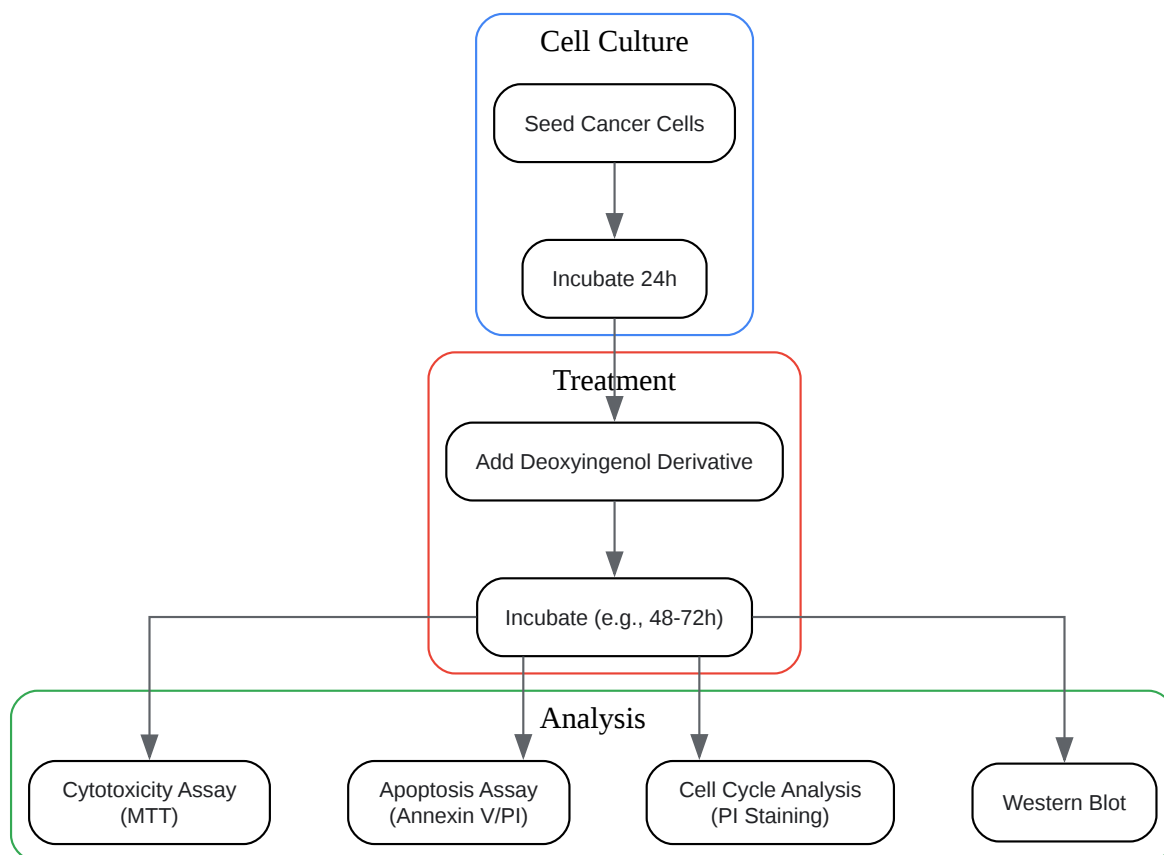 Cell Culture
Seed Cancer Cells
Incubate 24h
Treatment
Add Deoxyingenol Derivative
Incubate (e.g., 48-72h)
Analysis
Cytotoxicity Assay
(MTT)
Apoptosis Assay
(Annexin V/PI)
Cell Cycle Analysis
(PI Staining)
Western Blot